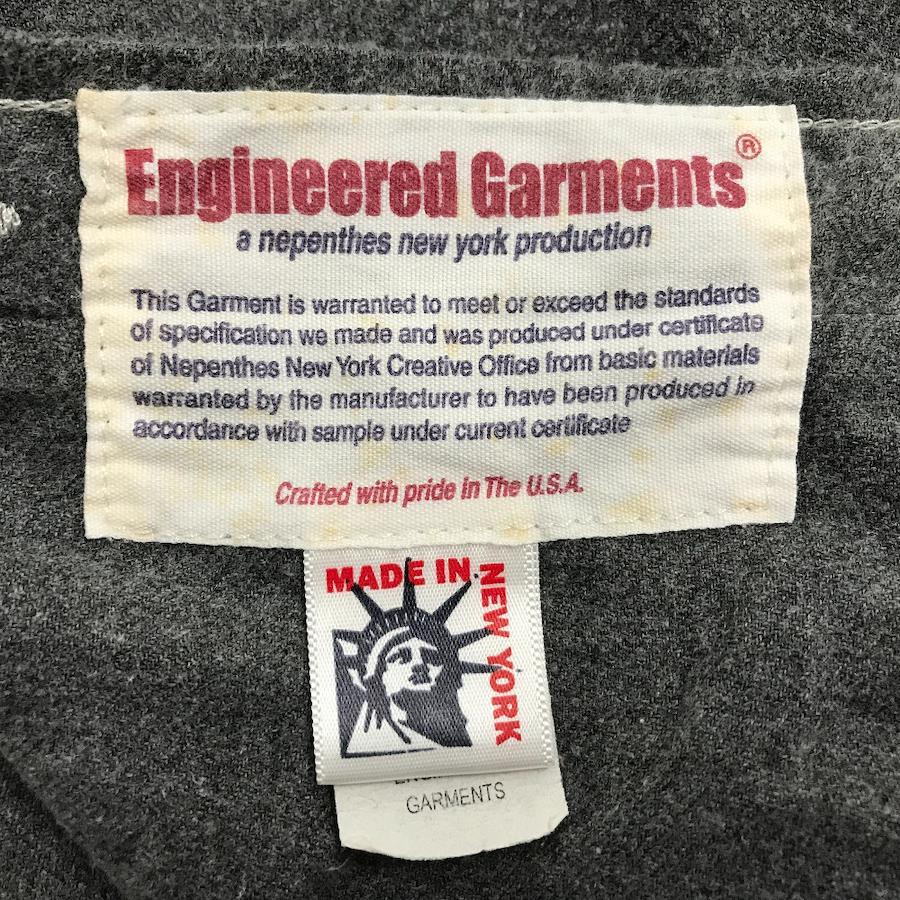 Engineered Garments®
a nepenthes new york production
This Garment is warranted to meet or exceed the standards
of specification we made and was produced under certificate
of Nepenthes New York Creative Office from basic materials
warranted by the manufacturer to have been produced in
accordance with sample under current certificate
Crafted with pride in The U.S.A.
MADE IN
NEW YORK
GARMENTS